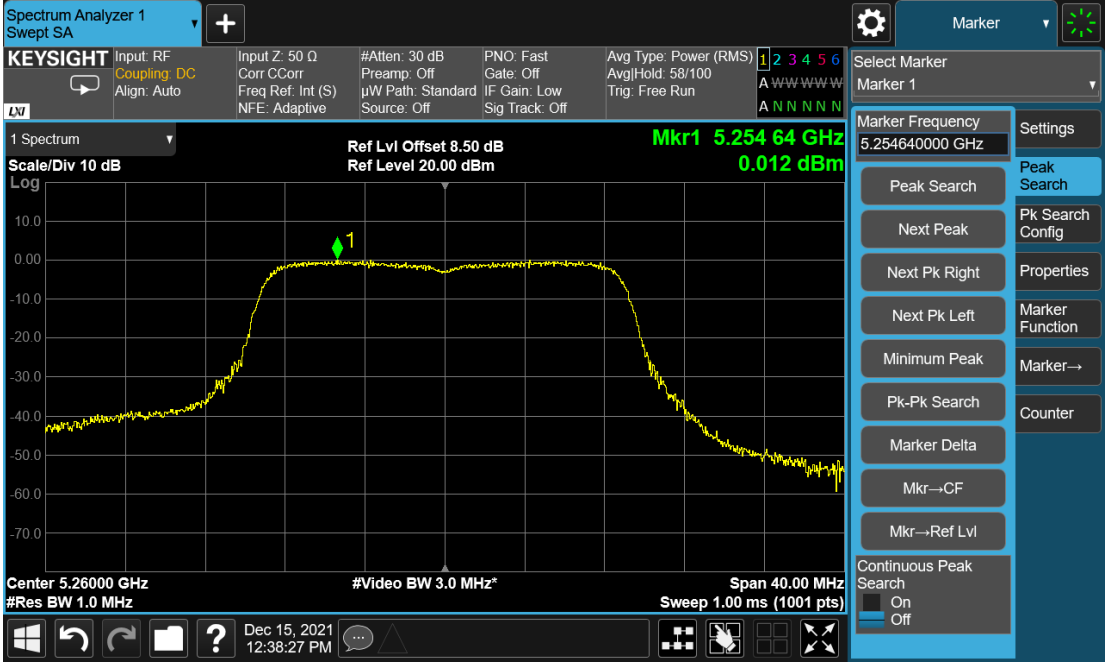 Spectrum Analyzer 1
Swept SA
+
Marker
KEYSIGHT
LXI
Input: RF
Coupling: DC
Align: Auto
Input Z: 50 Ω
Corr CCorr
Freq Ref: Int (S)
NFE: Adaptive
#Atten: 30 dB
Preamp: Off
µW Path: Standard
Source: Off
PNO: Fast
Gate: Off
IF Gain: Low
Sig Track: Off
Avg Type: Power (RMS)
Avg|Hold: 58/100
Trig: Free Run
1 2 3 4 5 6
A W W W W W
A N N N N N
Select Marker
Marker 1
1 Spectrum
Scale/Div 10 dB
Log
Ref Lvl Offset 8.50 dB
Ref Level 20.00 dBm
Mkr1 5.254 64 GHz
0.012 dBm
1
10.0
0.00
-10.0
-20.0
-30.0
-40.0
-50.0
-60.0
-70.0
Center 5.26000 GHz
#Res BW 1.0 MHz
#Video BW 3.0 MHz*
Span 40.00 MHz
Sweep 1.00 ms (1001 pts)
Marker Frequency
5.254640000 GHz
Peak Search
Next Peak
Next Pk Right
Next Pk Left
Minimum Peak
Pk-Pk Search
Marker Delta
Mkr→CF
Mkr→Ref Lvl
Continuous Peak
Search
On
Off
Settings
Peak
Search
Pk Search
Config
Properties
Marker
Function
Marker→
Counter
?
Dec 15, 2021
12:38:27 PM